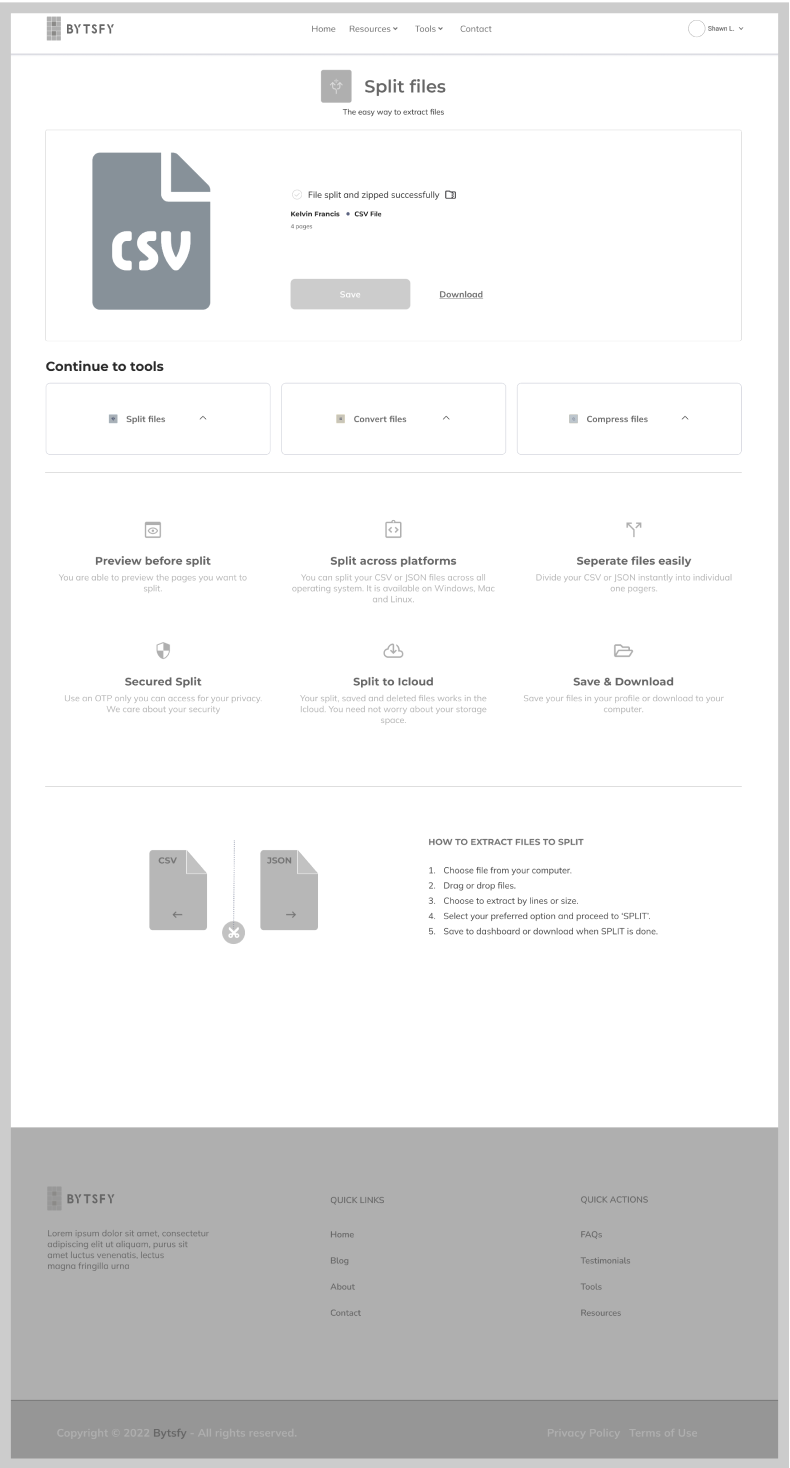 BYTSFY
Home Resources Tools Contact
Shawn L.
Split files
The easy way to extract files
CSV
File split and zipped successfully
Kelvin Francis • CSV File
4 pages
Save
Download
Continue to tools
Split files
Convert files
Compress files
Preview before split
You are able to preview the pages you want to
split.
Split across platforms
You can split your CSV or JSON files across all
operating system. It is available on Windows, Mac
and Linux.
Seperate files easily
Divide your CSV or JSON instantly into individual
one pagers.
Secured Split
Use an OTP only you can access for your privacy.
We care about your security
Split to Icloud
Your split, saved and deleted files works in the
Icloud. You need not worry about your storage
space.
Save & Download
Save your files in your profile or download to your
computer.
CSV
JSON
HOW TO EXTRACT FILES TO SPLIT
1. Choose file from your computer.
2. Drag or drop files.
3. Choose to extract by lines or size.
4. Select your preferred option and proceed to 'SPLIT'.
5. Save to dashboard or download when SPLIT is done.
BYTSFY
Lorem ipsum dolor sit amet, consectetur
adipiscing elit ut aliquam, purus sit
amet luctus venenatis, lectus
magna fringilla urna
QUICK LINKS
Home
Blog
About
Contact
QUICK ACTIONS
FAQs
Testimonials
Tools
Resources
Copyright © 2022 Bytsfy - All rights reserved.
Privacy Policy Terms of Use